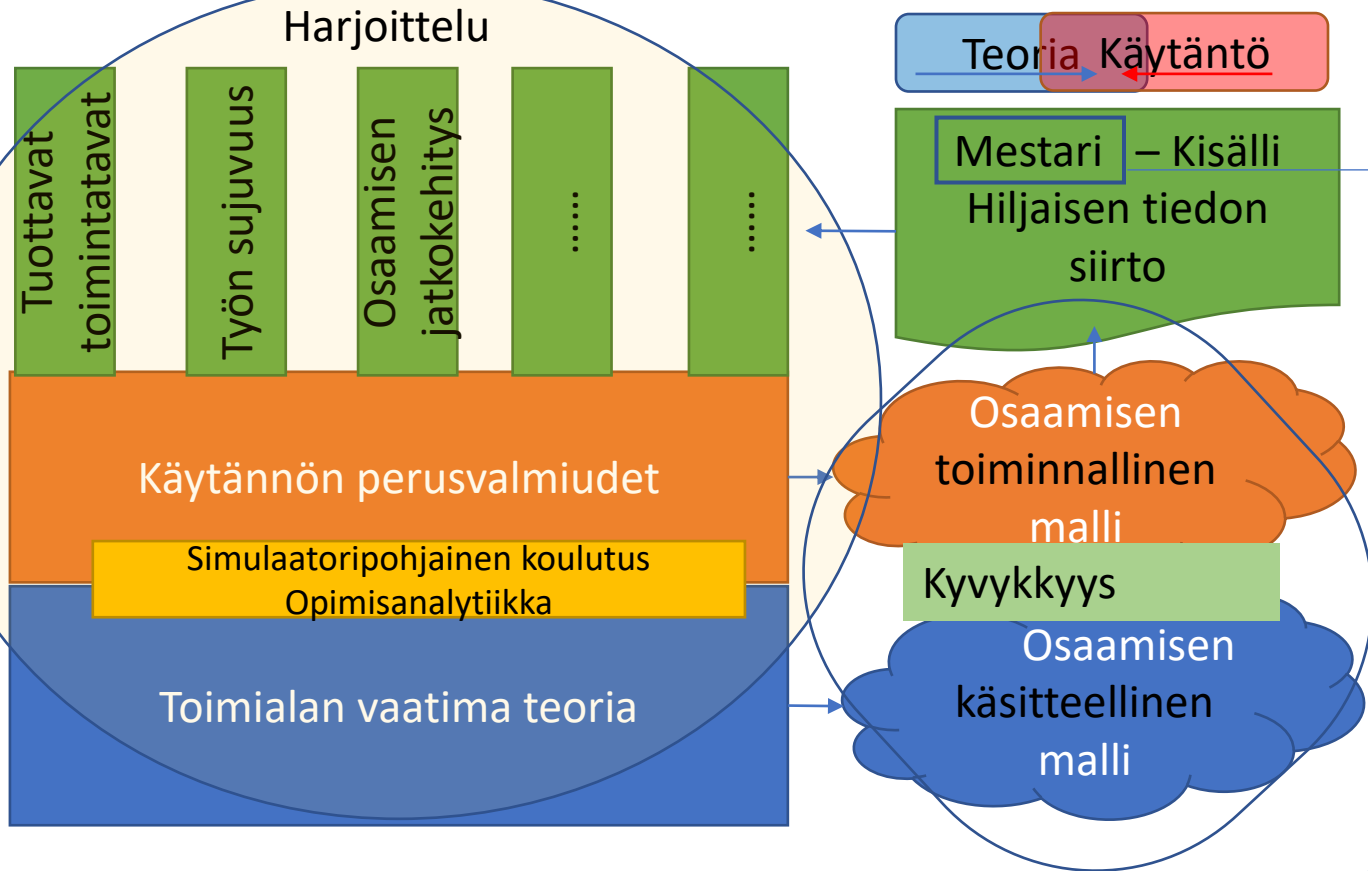 Harjoittelu
Tuottavat
toimintatavat
Työn sujuvuus
Osaamisen
jatkokehitys
......
......
Käytännön perusvalmiudet
Simulaatoripohjainen koulutus
Opimisanalytiikka
Toimialan vaatima teoria
Teoria Käytäntö
Mestari – Kisälli
Hiljaisen tiedon
siirto
Osaamisen
toiminnallinen
malli
Kyvykkyys
Osaamisen
käsitteellinen
malli